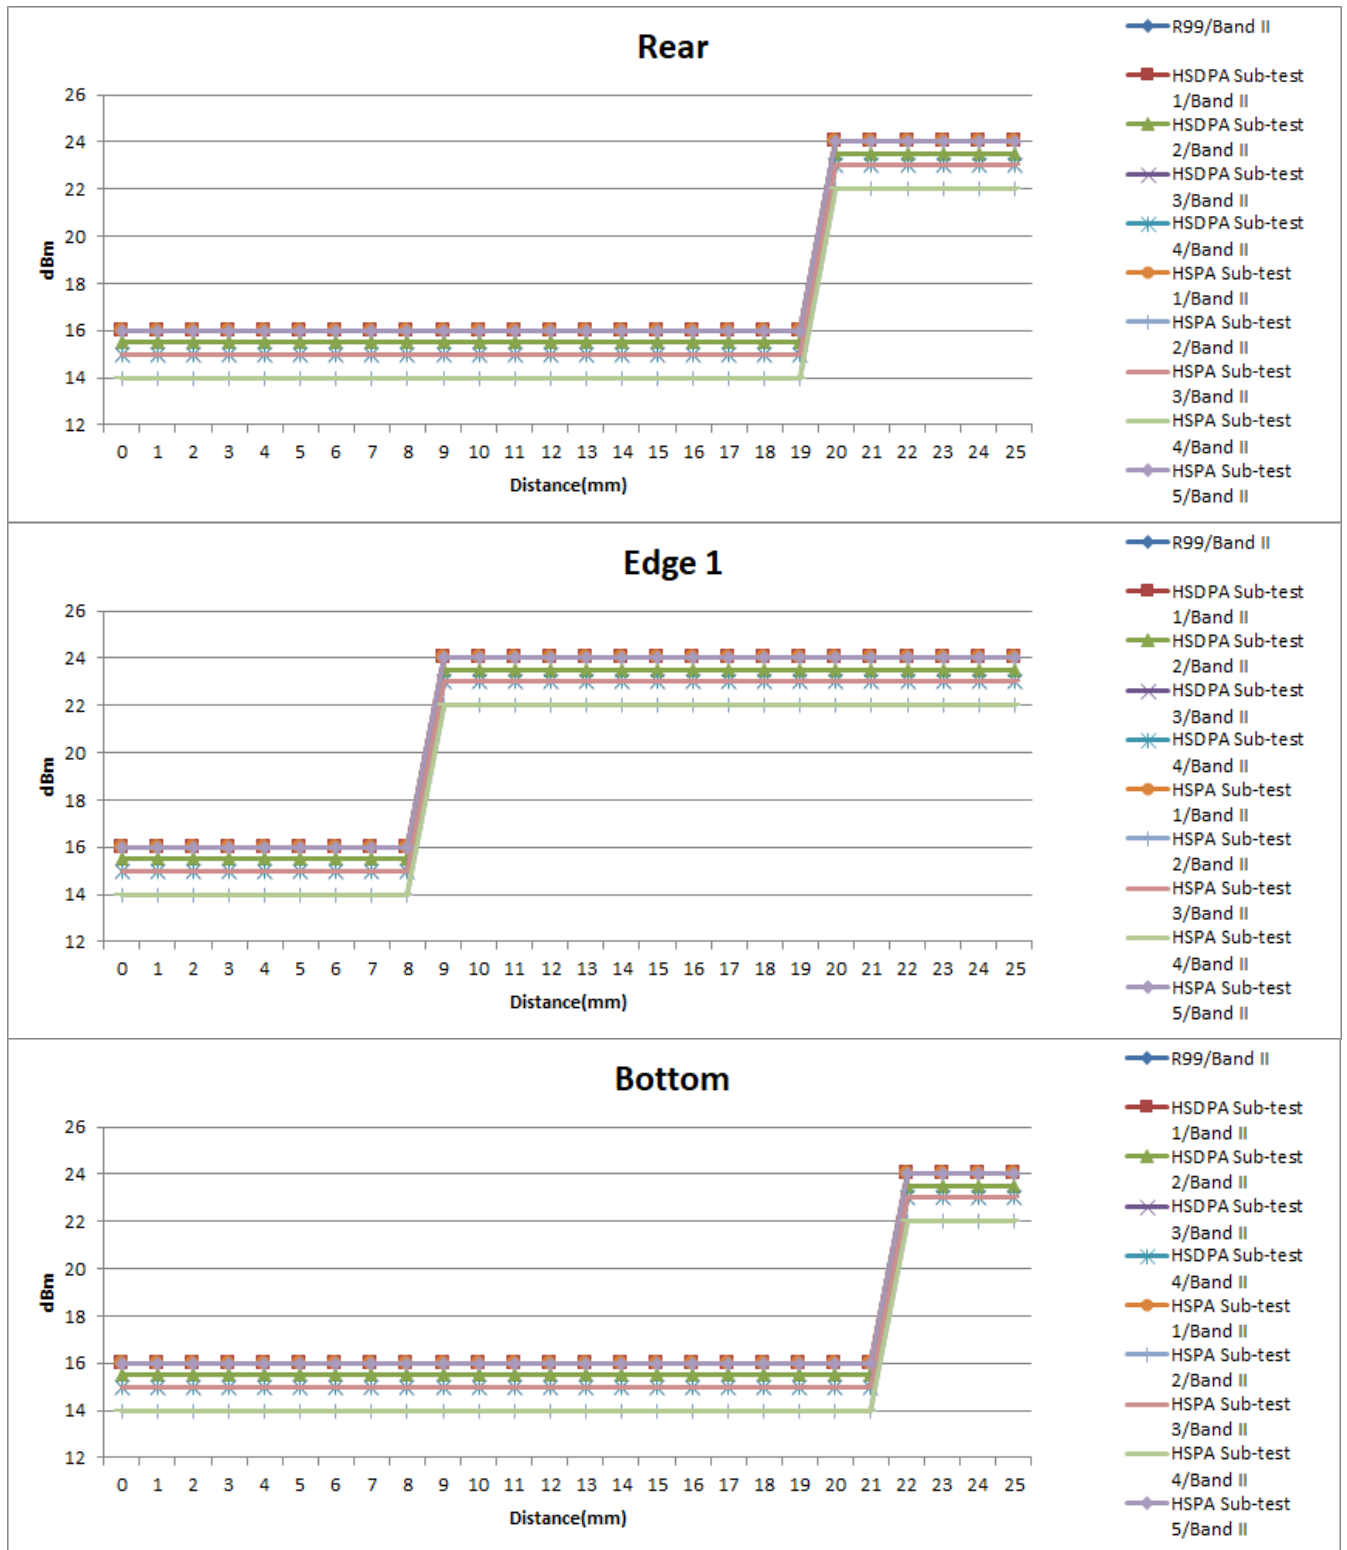 Rear
26
24
22
20
18
16
14
12
dBm
0 1 2 3 4 5 6 7 8 9 10 11 12 13 14 15 16 17 18 19 20 21 22 23 24 25
Distance(mm)
R99/Band II
HSDPA Sub-test
1/Band II
HSDPA Sub-test
2/Band II
HSDPA Sub-test
3/Band II
HSDPA Sub-test
4/Band II
HSPA Sub-test
1/Band II
HSPA Sub-test
2/Band II
HSPA Sub-test
3/Band II
HSPA Sub-test
4/Band II
HSPA Sub-test
5/Band II
Edge 1
26
24
22
20
18
16
14
12
dBm
0 1 2 3 4 5 6 7 8 9 10 11 12 13 14 15 16 17 18 19 20 21 22 23 24 25
Distance(mm)
R99/Band II
HSDPA Sub-test
1/Band II
HSDPA Sub-test
2/Band II
HSDPA Sub-test
3/Band II
HSDPA Sub-test
4/Band II
HSPA Sub-test
1/Band II
HSPA Sub-test
2/Band II
HSPA Sub-test
3/Band II
HSPA Sub-test
4/Band II
HSPA Sub-test
5/Band II
Bottom
26
24
22
20
18
16
14
12
dBm
0 1 2 3 4 5 6 7 8 9 10 11 12 13 14 15 16 17 18 19 20 21 22 23 24 25
Distance(mm)
R99/Band II
HSDPA Sub-test
1/Band II
HSDPA Sub-test
2/Band II
HSDPA Sub-test
3/Band II
HSDPA Sub-test
4/Band II
HSPA Sub-test
1/Band II
HSPA Sub-test
2/Band II
HSPA Sub-test
3/Band II
HSPA Sub-test
4/Band II
HSPA Sub-test
5/Band II